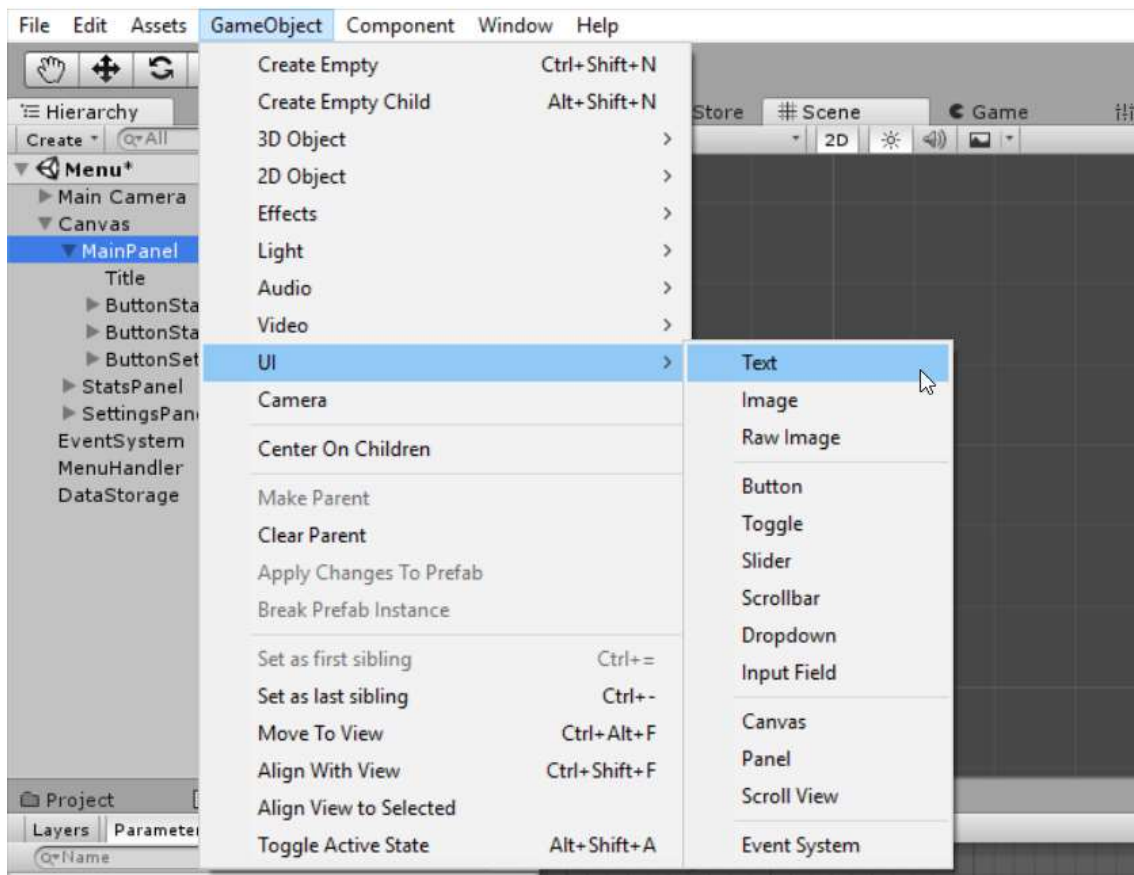 File Edit Assets GameObject Component Window Help
Hierarchy
Create All
Menu*
Main Camera
Canvas
MainPanel
Title
ButtonSta
ButtonSta
ButtonSet
StatsPanel
SettingsPan
EventSystem
MenuHandler
DataStorage
Create Empty Ctrl+Shift+N
Create Empty Child Alt+Shift+N
3D Object
2D Object
Effects
Light
Audio
Video
UI
Camera
Center On Children
Make Parent
Clear Parent
Apply Changes To Prefab
Break Prefab Instance
Set as first sibling Ctrl+=
Set as last sibling Ctrl+-
Move To View Ctrl+Alt+F
Align With View Ctrl+Shift+F
Align View to Selected
Toggle Active State Alt+Shift+A
Text
Image
Raw Image
Button
Toggle
Slider
Scrollbar
Dropdown
Input Field
Canvas
Panel
Scroll View
Event System
Store Scene Game
2D
Project
Layers Parameter
Name